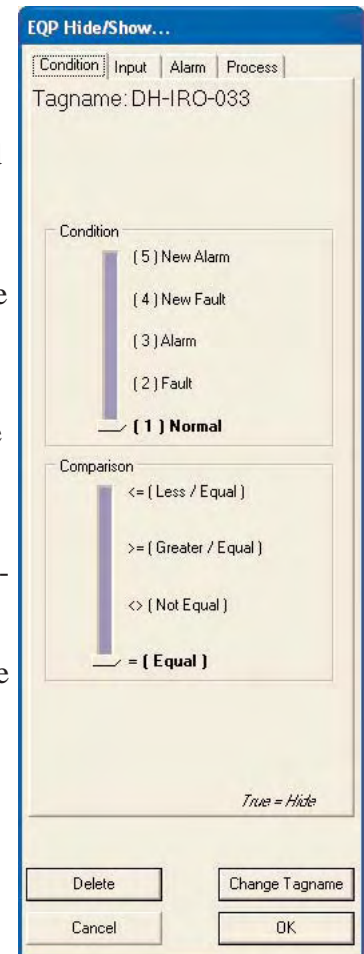 EQP Hide/Show...
Condition Input Alarm Process
Tagname: DH-IRO-033
Condition
( 5 ) New Alarm
( 4 ) New Fault
( 3 ) Alarm
( 2 ) Fault
( 1 ) Normal
Comparison
<= ( Less / Equal )
>= ( Greater / Equal )
<> ( Not Equal )
= ( Equal )
True = Hide
Delete Change Tagname
Cancel OK